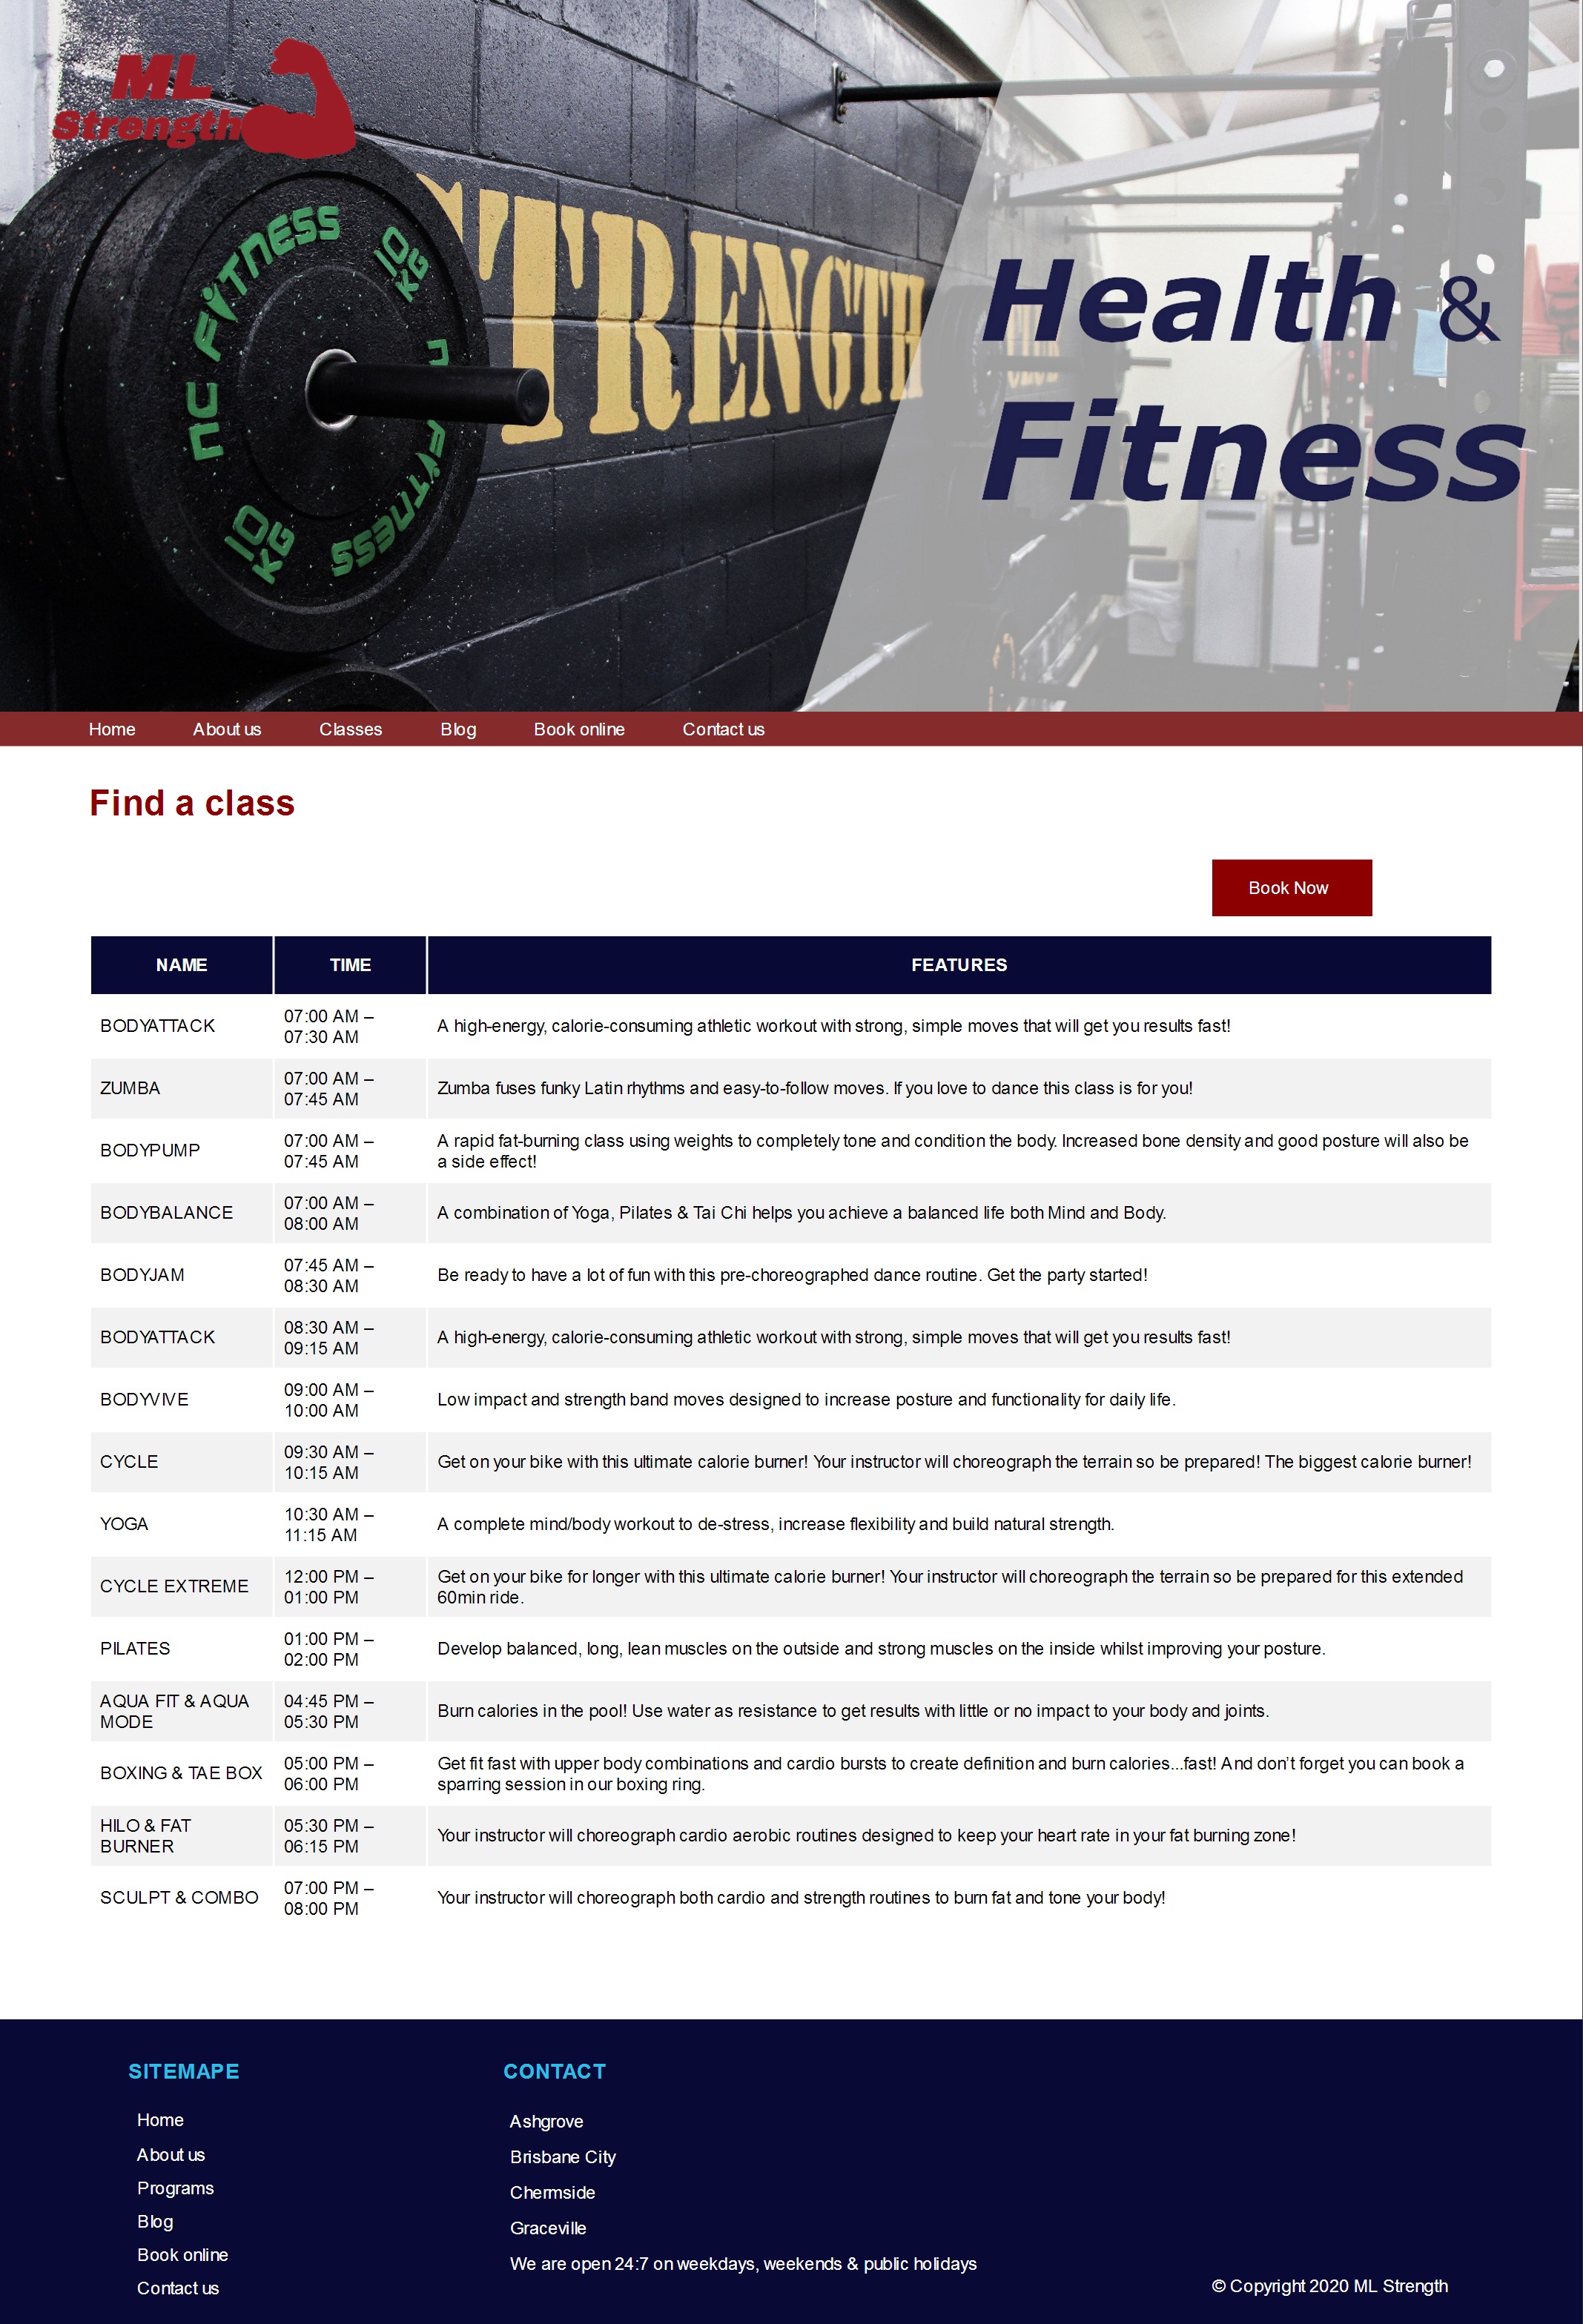 ML
Strength
NC FITNESS
10
KG
NC FITNESS
10
KG
STRENGTH
CLUB
Health &
Fitness
Home About us Classes Blog Book online Contact us
Find a class
Book Now
NAME TIME FEATURES
BODYATTACK 07:00 AM – A high-energy, calorie-consuming athletic workout with strong, simple moves that will get you results fast!
07:30 AM
ZUMBA 07:00 AM – Zumba fuses funky Latin rhythms and easy-to-follow moves. If you love to dance this class is for you!
07:45 AM
BODYPUMP 07:00 AM – A rapid fat-burning class using weights to completely tone and condition the body. Increased bone density and good posture will also be
07:45 AM a side effect!
BODYBALANCE 07:00 AM – A combination of Yoga, Pilates & Tai Chi helps you achieve a balanced life both Mind and Body.
08:00 AM
BODYJAM 07:45 AM – Be ready to have a lot of fun with this pre-choreographed dance routine. Get the party started!
08:30 AM
BODYATTACK 08:30 AM – A high-energy, calorie-consuming athletic workout with strong, simple moves that will get you results fast!
09:15 AM
BODYVIVE 09:00 AM – Low impact and strength band moves designed to increase posture and functionality for daily life.
10:00 AM
CYCLE 09:30 AM – Get on your bike with this ultimate calorie burner! Your instructor will choreograph the terrain so be prepared! The biggest calorie burner!
10:15 AM
YOGA 10:30 AM – A complete mind/body workout to de-stress, increase flexibility and build natural strength.
11:15 AM
CYCLE EXTREME 12:00 PM – Get on your bike for longer with this ultimate calorie burner! Your instructor will choreograph the terrain so be prepared for this extended
01:00 PM 60min ride.
PILATES 01:00 PM – Develop balanced, long, lean muscles on the outside and strong muscles on the inside whilst improving your posture.
02:00 PM
AQUA FIT & AQUA 04:45 PM – Burn calories in the pool! Use water as resistance to get results with little or no impact to your body and joints.
MODE 05:30 PM
BOXING & TAE BOX 05:00 PM – Get fit fast with upper body combinations and cardio bursts to create definition and burn calories...fast! And don’t forget you can book a
06:00 PM sparring session in our boxing ring.
HILO & FAT 05:30 PM – Your instructor will choreograph cardio aerobic routines designed to keep your heart rate in your fat burning zone!
BURNER 06:15 PM
SCULPT & COMBO 07:00 PM – Your instructor will choreograph both cardio and strength routines to burn fat and tone your body!
08:00 PM
SITEMAPE
Home
About us
Programs
Blog
Book online
Contact us
CONTACT
Ashgrove
Brisbane City
Chermside
Graceville
We are open 24:7 on weekdays, weekends & public holidays
© Copyright 2020 ML Strength